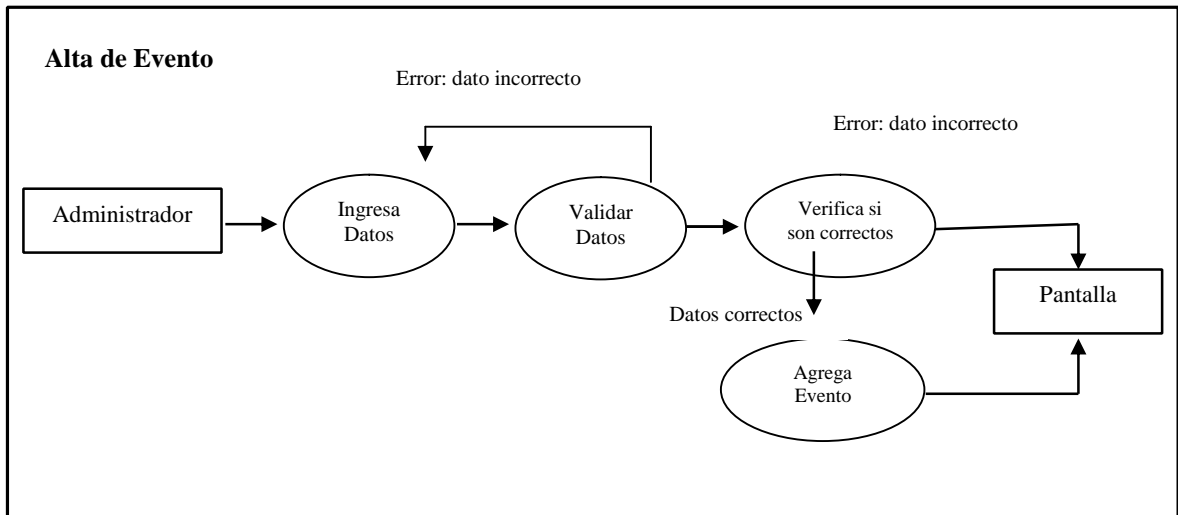 Alta de Evento
Error: dato incorrecto
Error: dato incorrecto
Administrador
Ingresa
Datos
Validar
Datos
Verifica si
son correctos
Pantalla
Datos correctos
Agrega
Evento